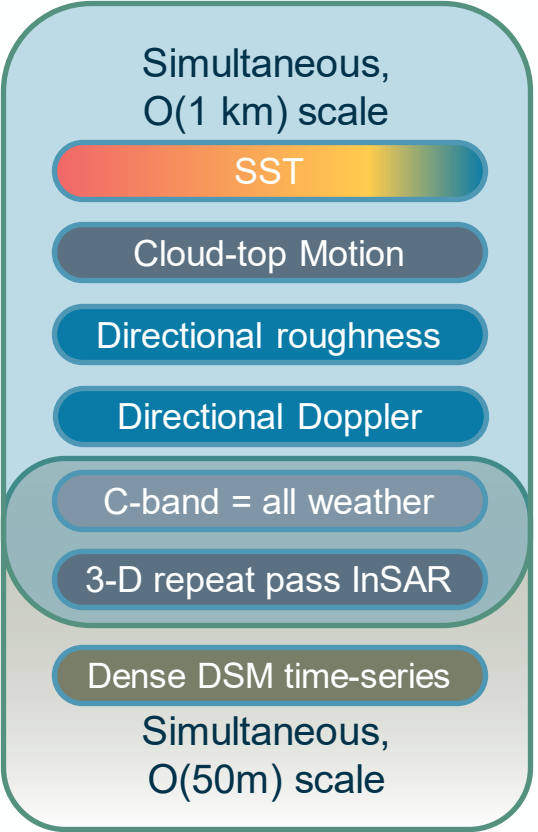 Simultaneous,
O(1 km) scale
SST
Cloud-top Motion
Directional roughness
Directional Doppler
C-band = all weather
3-D repeat pass InSAR
Dense DSM time-series
Simultaneous,
O(50m) scale